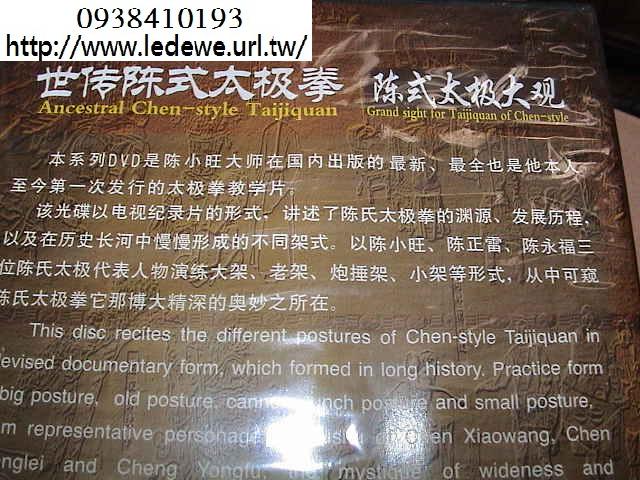 0938410193
http://www.ledewe.url.tw/
世传陈式太极拳 陈式太极大观
Ancestral Chen-style Taijiquan Grand sight for Taijiquan of Chen-style
本系列DVD是陈小旺大师在国内出版的最新、最全也是他本人
至今第一次发行的太极拳教学片。
该光碟以电视纪录片的形式，讲述了陈氏太极拳的渊源、发展历程，
以及在历史长河中慢慢形成的不同架式。以陈小旺、陈正雷、陈永福三
位陈氏太极代表人物演练大架、老架、炮捶架、小架等形式，从中可窥
陈氏太极拳它那博大精深的奥妙之所在。
This disc recites the different postures of Chen-style Taijiquan in
levised documentary form, which formed in long history. Practice form
big posture, old posture, posture and small posture,
m representative Chen Xiaowang, Chen
englei and Cheng Yongfu, the mystique of wideness and